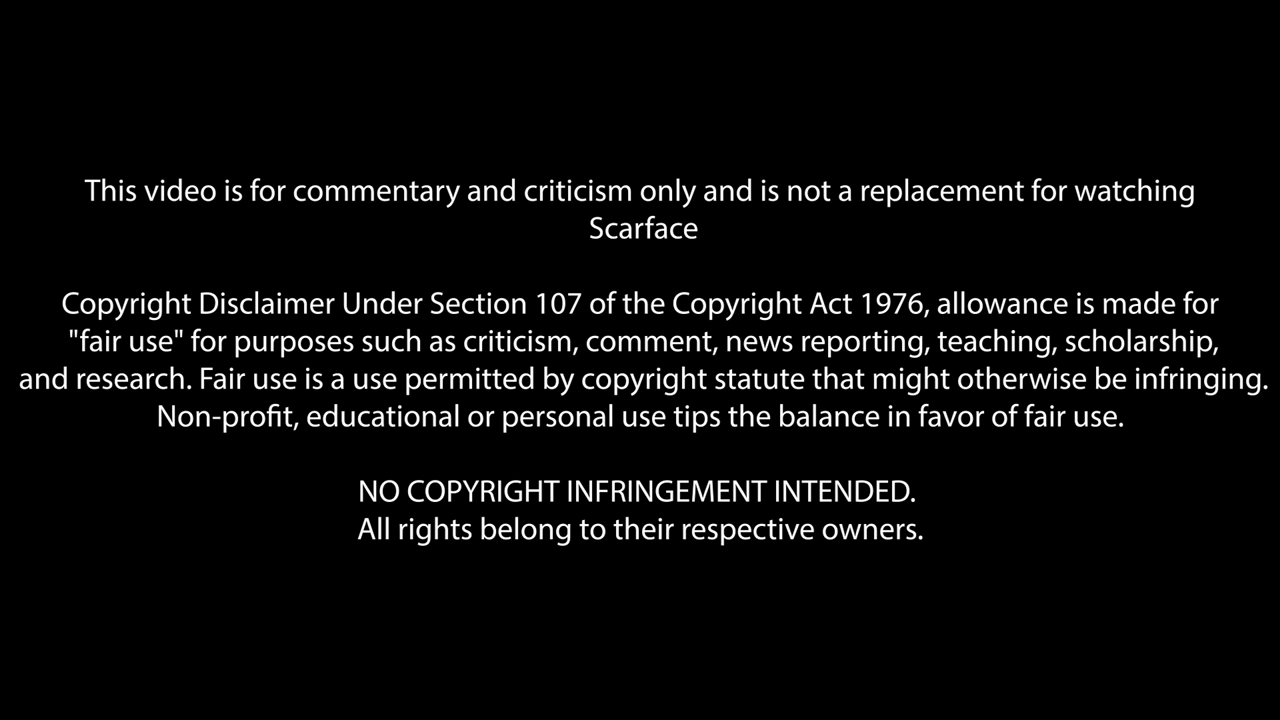 This video is for commentary and criticism only and is not a replacement for watching
Scarface
Copyright Disclaimer Under Section 107 of the Copyright Act 1976, allowance is made for
"fair use" for purposes such as criticism, comment, news reporting, teaching, scholarship,
and research. Fair use is a use permitted by copyright statute that might otherwise be infringing.
Non-profit, educational or personal use tips the balance in favor of fair use.
NO COPYRIGHT INFRINGEMENT INTENDED.
All rights belong to their respective owners.